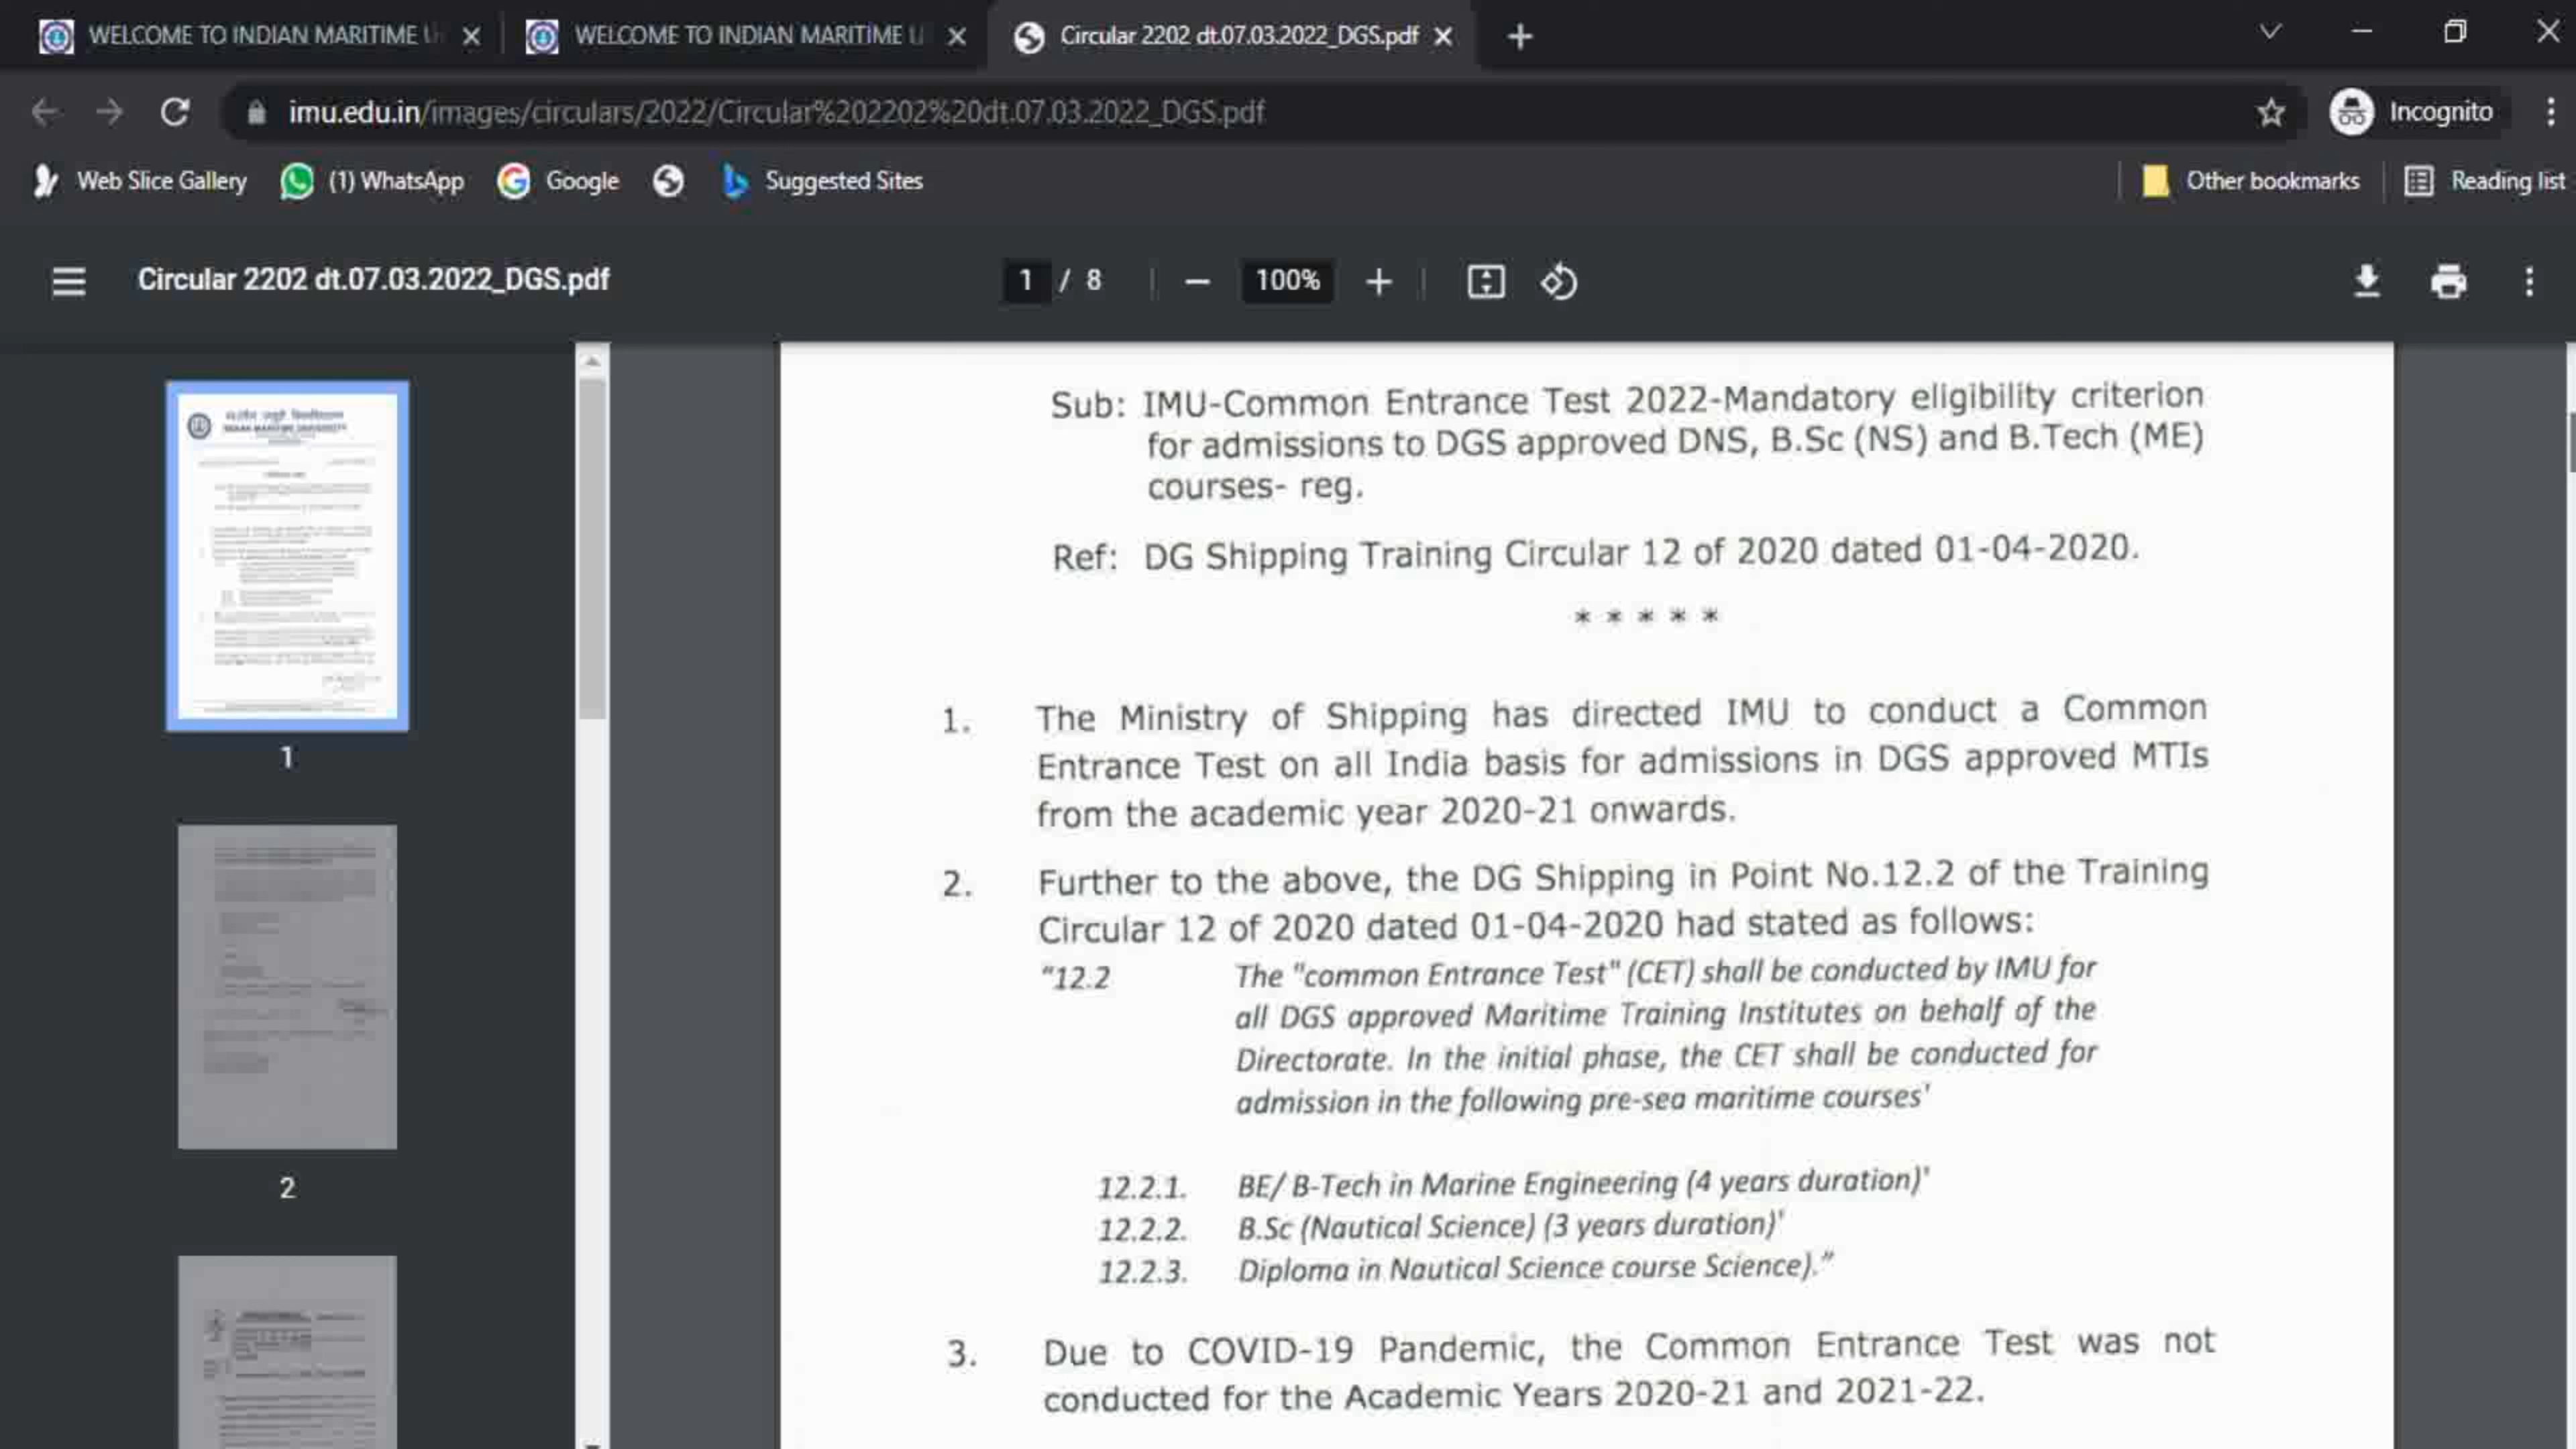 WELCOME TO INDIAN MARITIME U
WELCOME TO INDIAN MARITIME U
Circular 2202 dt.07.03.2022_DGS.pdf
imu.edu.in/images/circulars/2022/Circular%202202%20dt.07.03.2022_DGS.pdf
Incognito
Web Slice Gallery
(1) WhatsApp
Google
Suggested Sites
Other bookmarks
Reading list
Circular 2202 dt.07.03.2022_DGS.pdf
1 / 8
100%
1
2
Sub: IMU-Common Entrance Test 2022-Mandatory eligibility criterion
for admissions to DGS approved DNS, B.Sc (NS) and B.Tech (ME)
courses- reg.
Ref: DG Shipping Training Circular 12 of 2020 dated 01-04-2020.
* * * * *
1. The Ministry of Shipping has directed IMU to conduct a Common
Entrance Test on all India basis for admissions in DGS approved MTIs
from the academic year 2020-21 onwards.
2. Further to the above, the DG Shipping in Point No.12.2 of the Training
Circular 12 of 2020 dated 01-04-2020 had stated as follows:
"12.2 The "common Entrance Test" (CET) shall be conducted by IMU for
all DGS approved Maritime Training Institutes on behalf of the
Directorate. In the initial phase, the CET shall be conducted for
admission in the following pre-sea maritime courses'
12.2.1. BE/ B-Tech in Marine Engineering (4 years duration)'
12.2.2. B.Sc (Nautical Science) (3 years duration)'
12.2.3. Diploma in Nautical Science course Science)."
3. Due to COVID-19 Pandemic, the Common Entrance Test was not
conducted for the Academic Years 2020-21 and 2021-22.